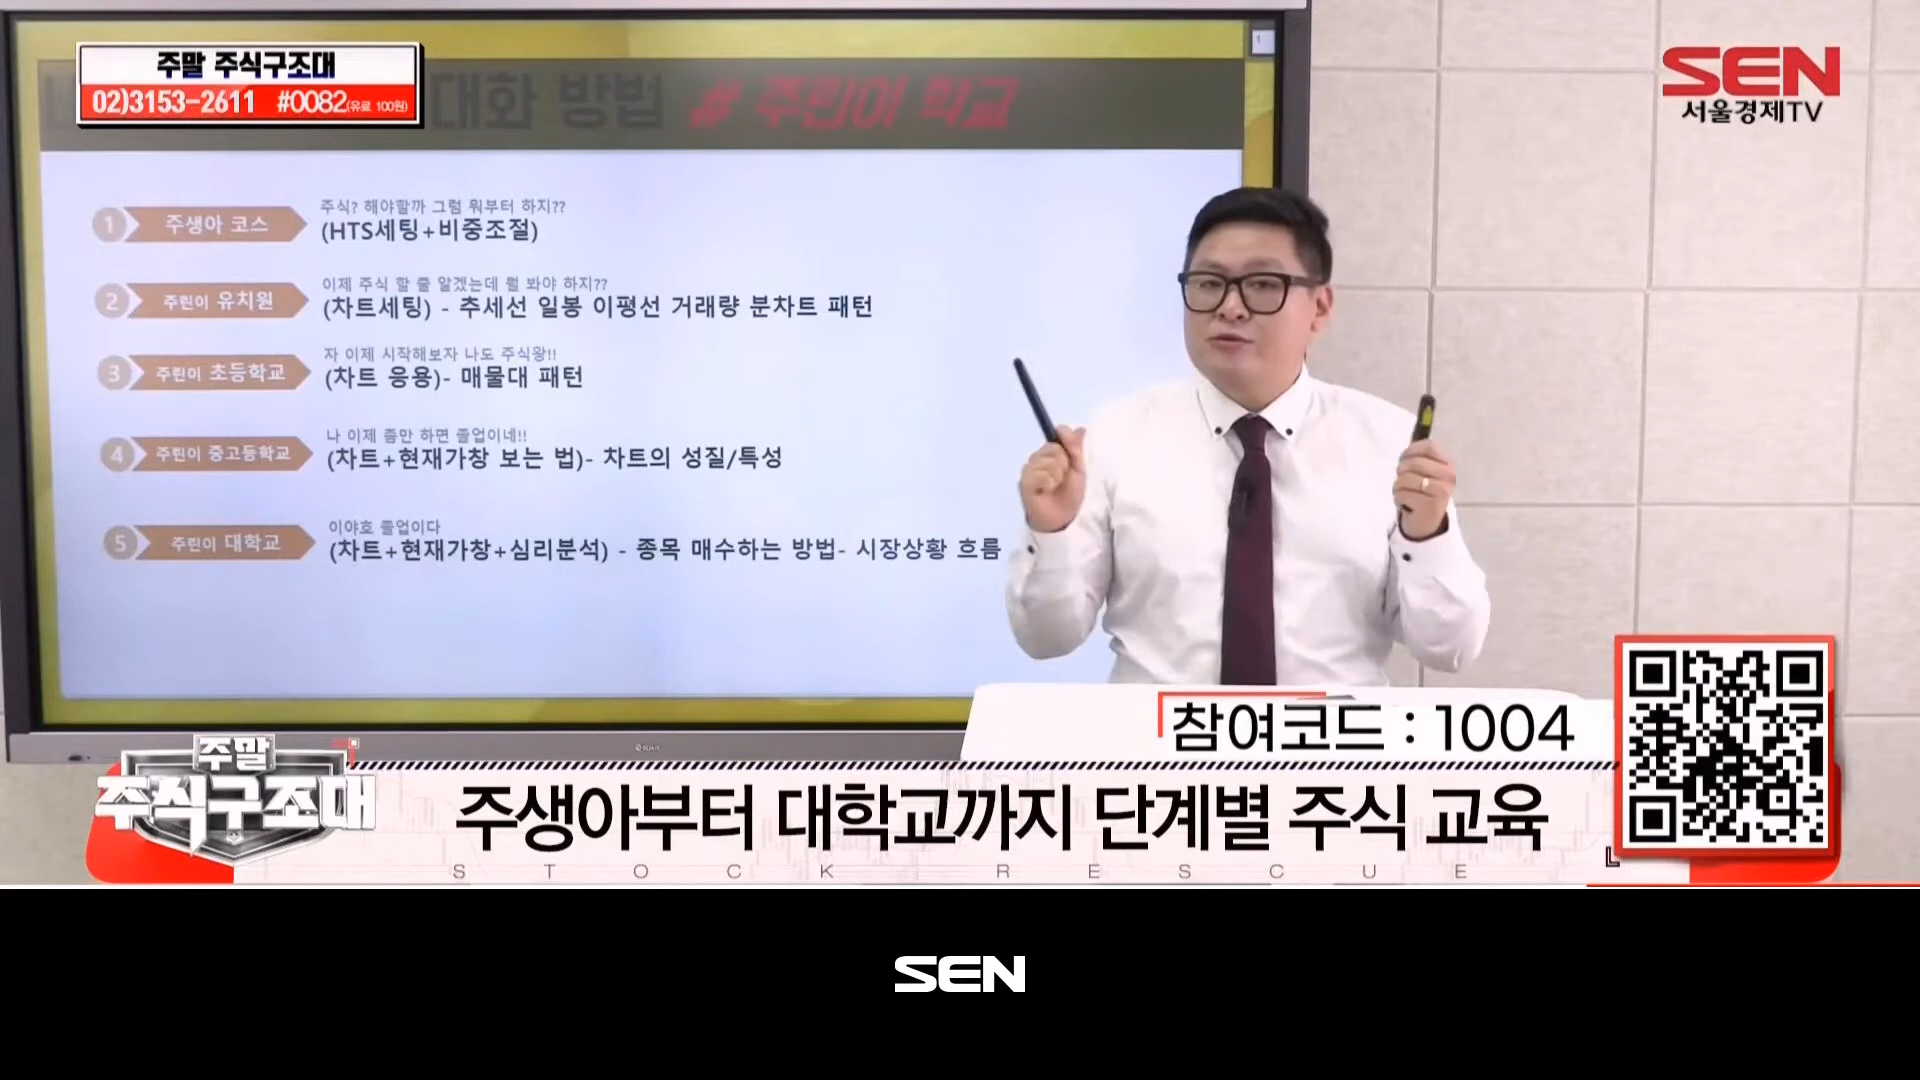 주말 주식구조대
02)3153-2611 #0082(유료 100원)
대화 방법 # 주린이 학교
SEN
서울경제TV
1 주생아 코스
주식? 해야할까 그럼 뭐부터 하지??
(HTS세팅+비중조절)
2 주린이 유치원
이제 주식 할 줄 알겠는데 뭘 봐야 하지??
(차트세팅) - 추세선 일봉 이평선 거래량 분차트 패턴
3 주린이 초등학교
자 이제 시작해보자 나도 주식왕!!
(차트 응용)- 매물대 패턴
4 주린이 중고등학교
나 이제 좀만 하면 졸업이네!!
(차트+현재가창 보는 법)- 차트의 성질/특성
5 주린이 대학교
이야호 졸업이다
(차트+현재가창+심리분석) - 종목 매수하는 방법- 시장상황 흐름
참여코드 : 1004
주말
주식구조대
주생아부터 대학교까지 단계별 주식 교육
STOCK RESCUE
SEN